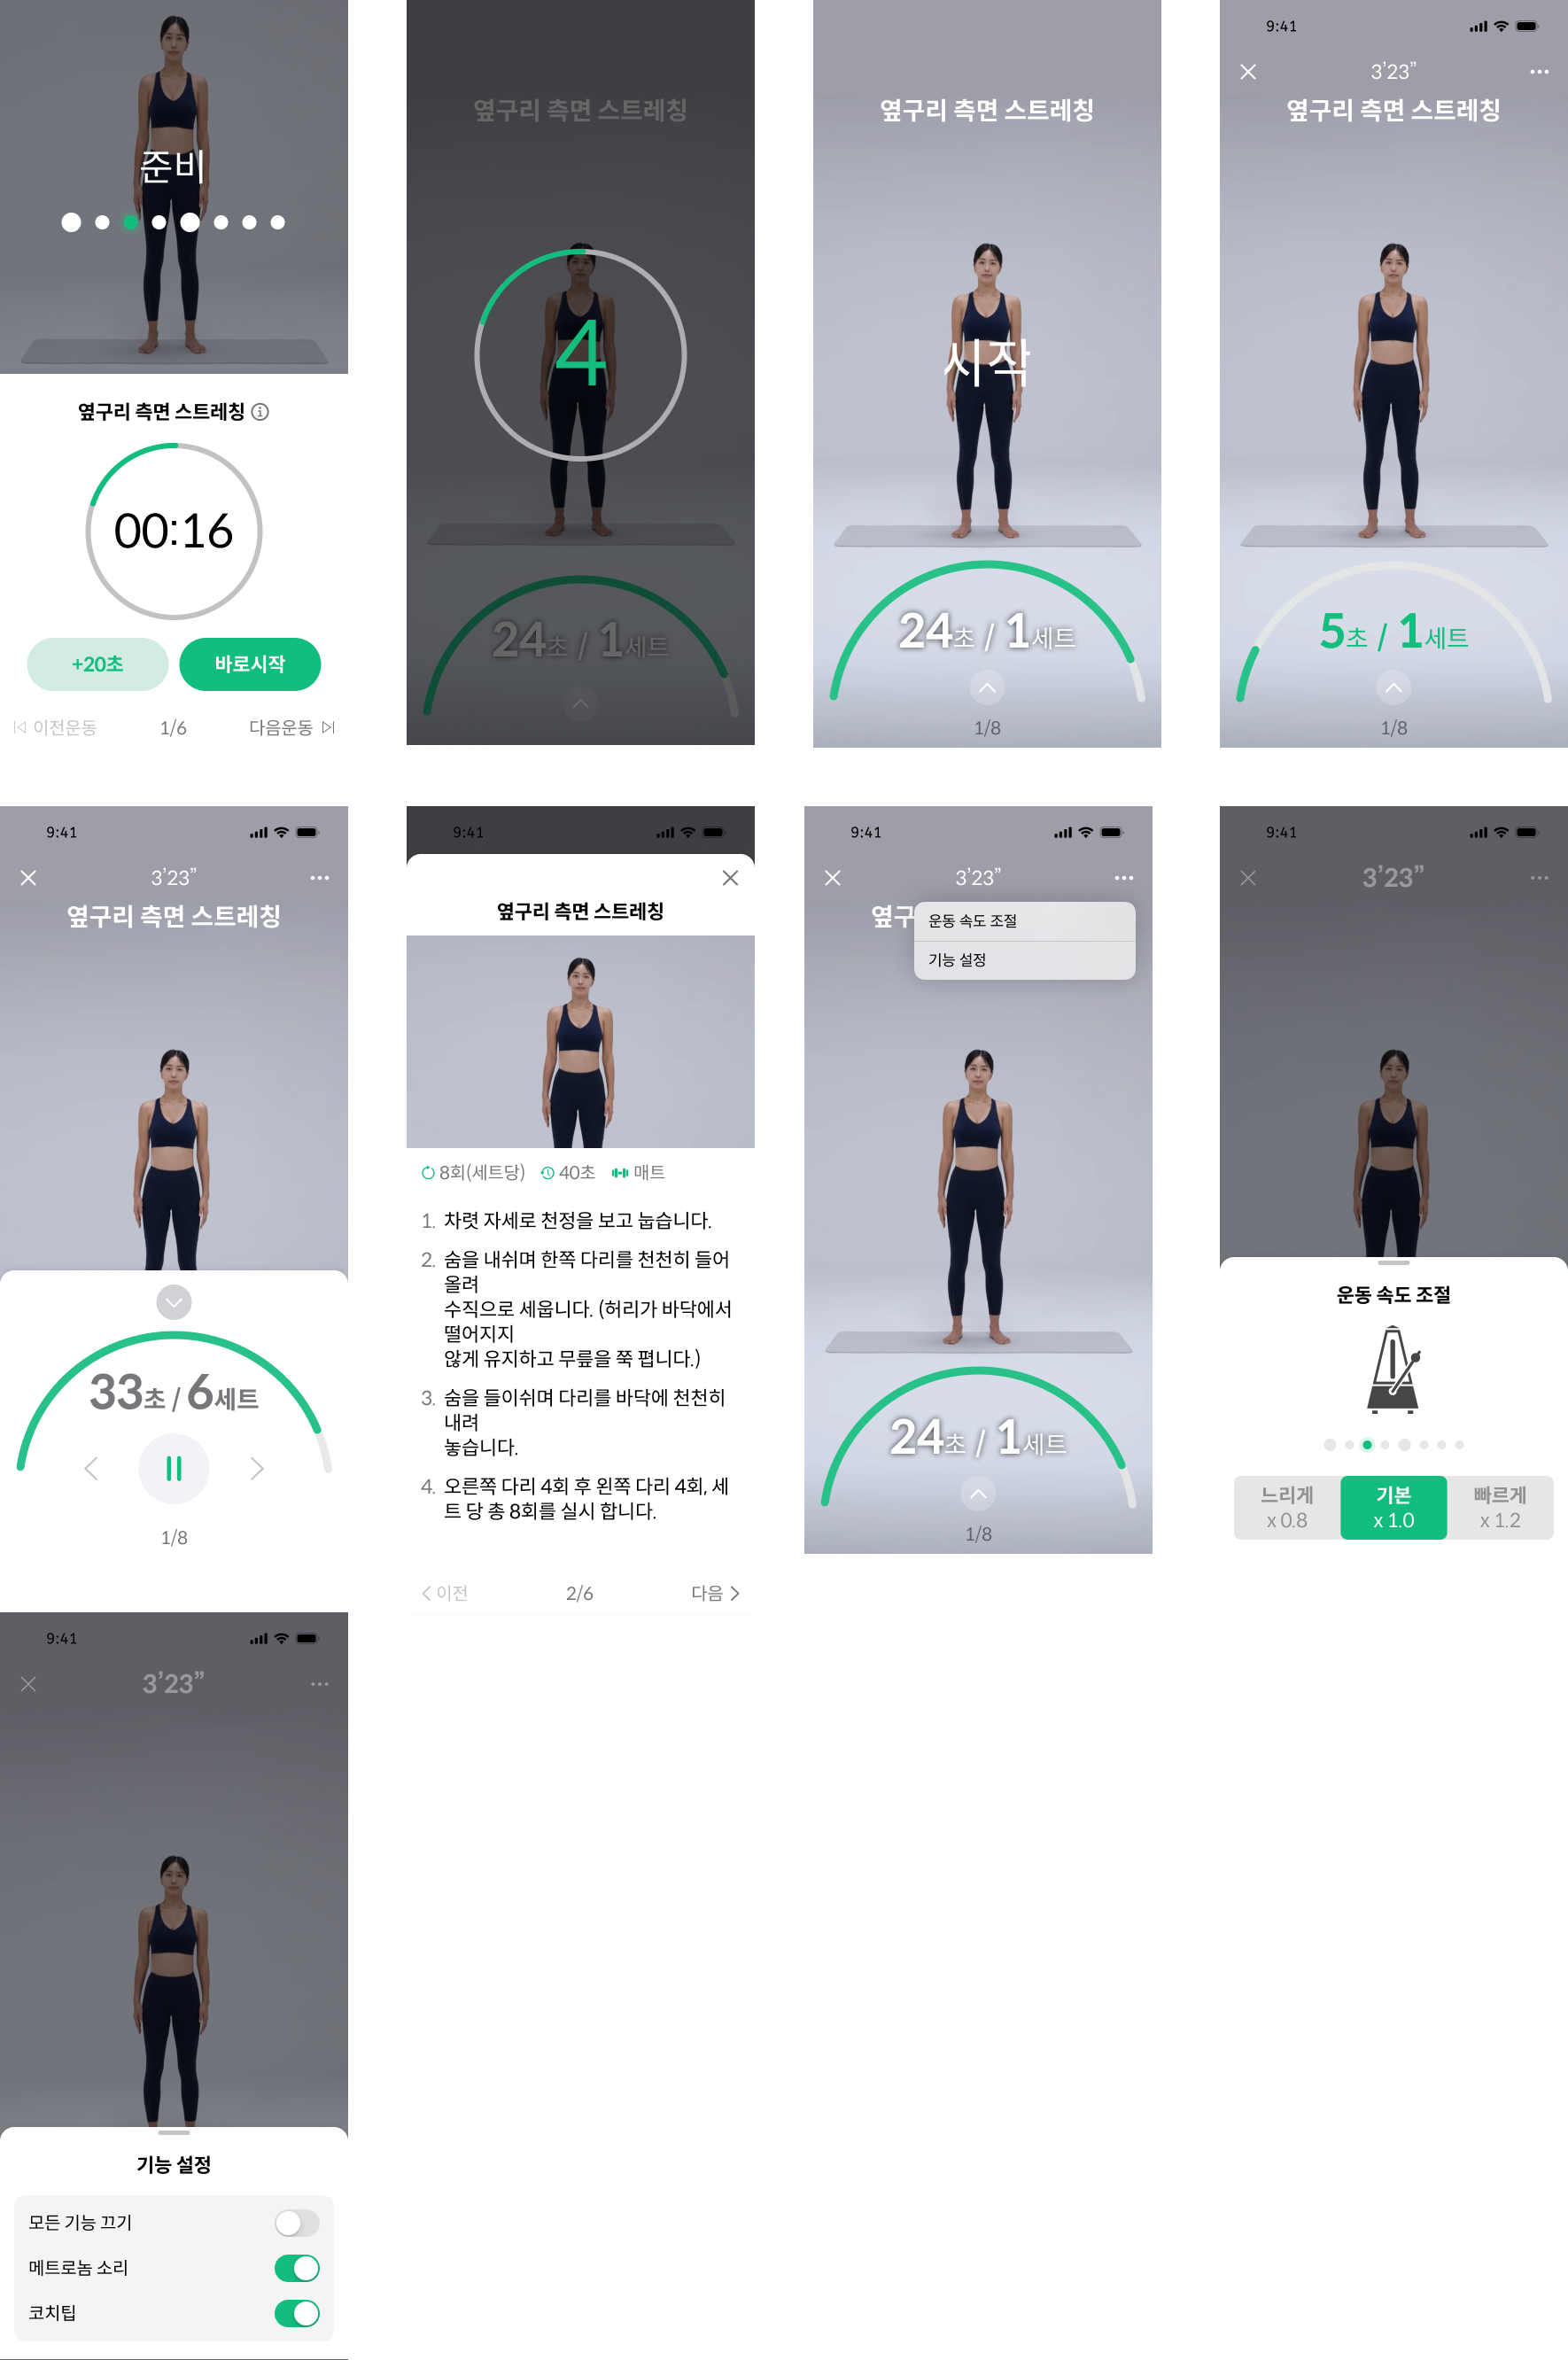 준비
옆구리 측면 스트레칭
00:16
+20초
바로시작
이전운동
1/6
다음운동
옆구리 측면 스트레칭
4
24초 / 1세트
옆구리 측면 스트레칭
시작
24초 / 1세트
1/8
9:41
3’23”
옆구리 측면 스트레칭
5초 / 1세트
1/8
9:41
3’23”
옆구리 측면 스트레칭
33초 / 6세트
1/8
9:41
옆구리 측면 스트레칭
8회(세트당)
40초
매트
1. 차렷 자세로 천정을 보고 눕습니다.
2. 숨을 내쉬며 한쪽 다리를 천천히 들어
올려
수직으로 세웁니다. (허리가 바닥에서
떨어지지
않게 유지하고 무릎을 쭉 폅니다.)
3. 숨을 들이쉬며 다리를 바닥에 천천히
내려
놓습니다.
4. 오른쪽 다리 4회 후 왼쪽 다리 4회, 세
트 당 총 8회를 실시 합니다.
이전
2/6
다음
9:41
3’23”
옆구
운동 속도 조절
기능 설정
24초 / 1세트
1/8
9:41
3’23”
운동 속도 조절
느리게
x 0.8
기본
x 1.0
빠르게
x 1.2
9:41
3’23”
기능 설정
모든 기능 끄기
메트로놈 소리
코치팁